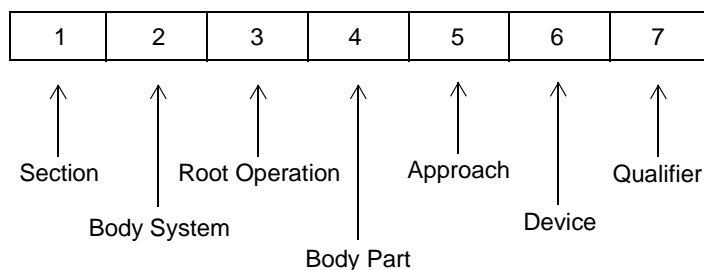 1 2 3 4 5 6 7
Section Root Operation Approach Qualifier
Body System Device
Body Part